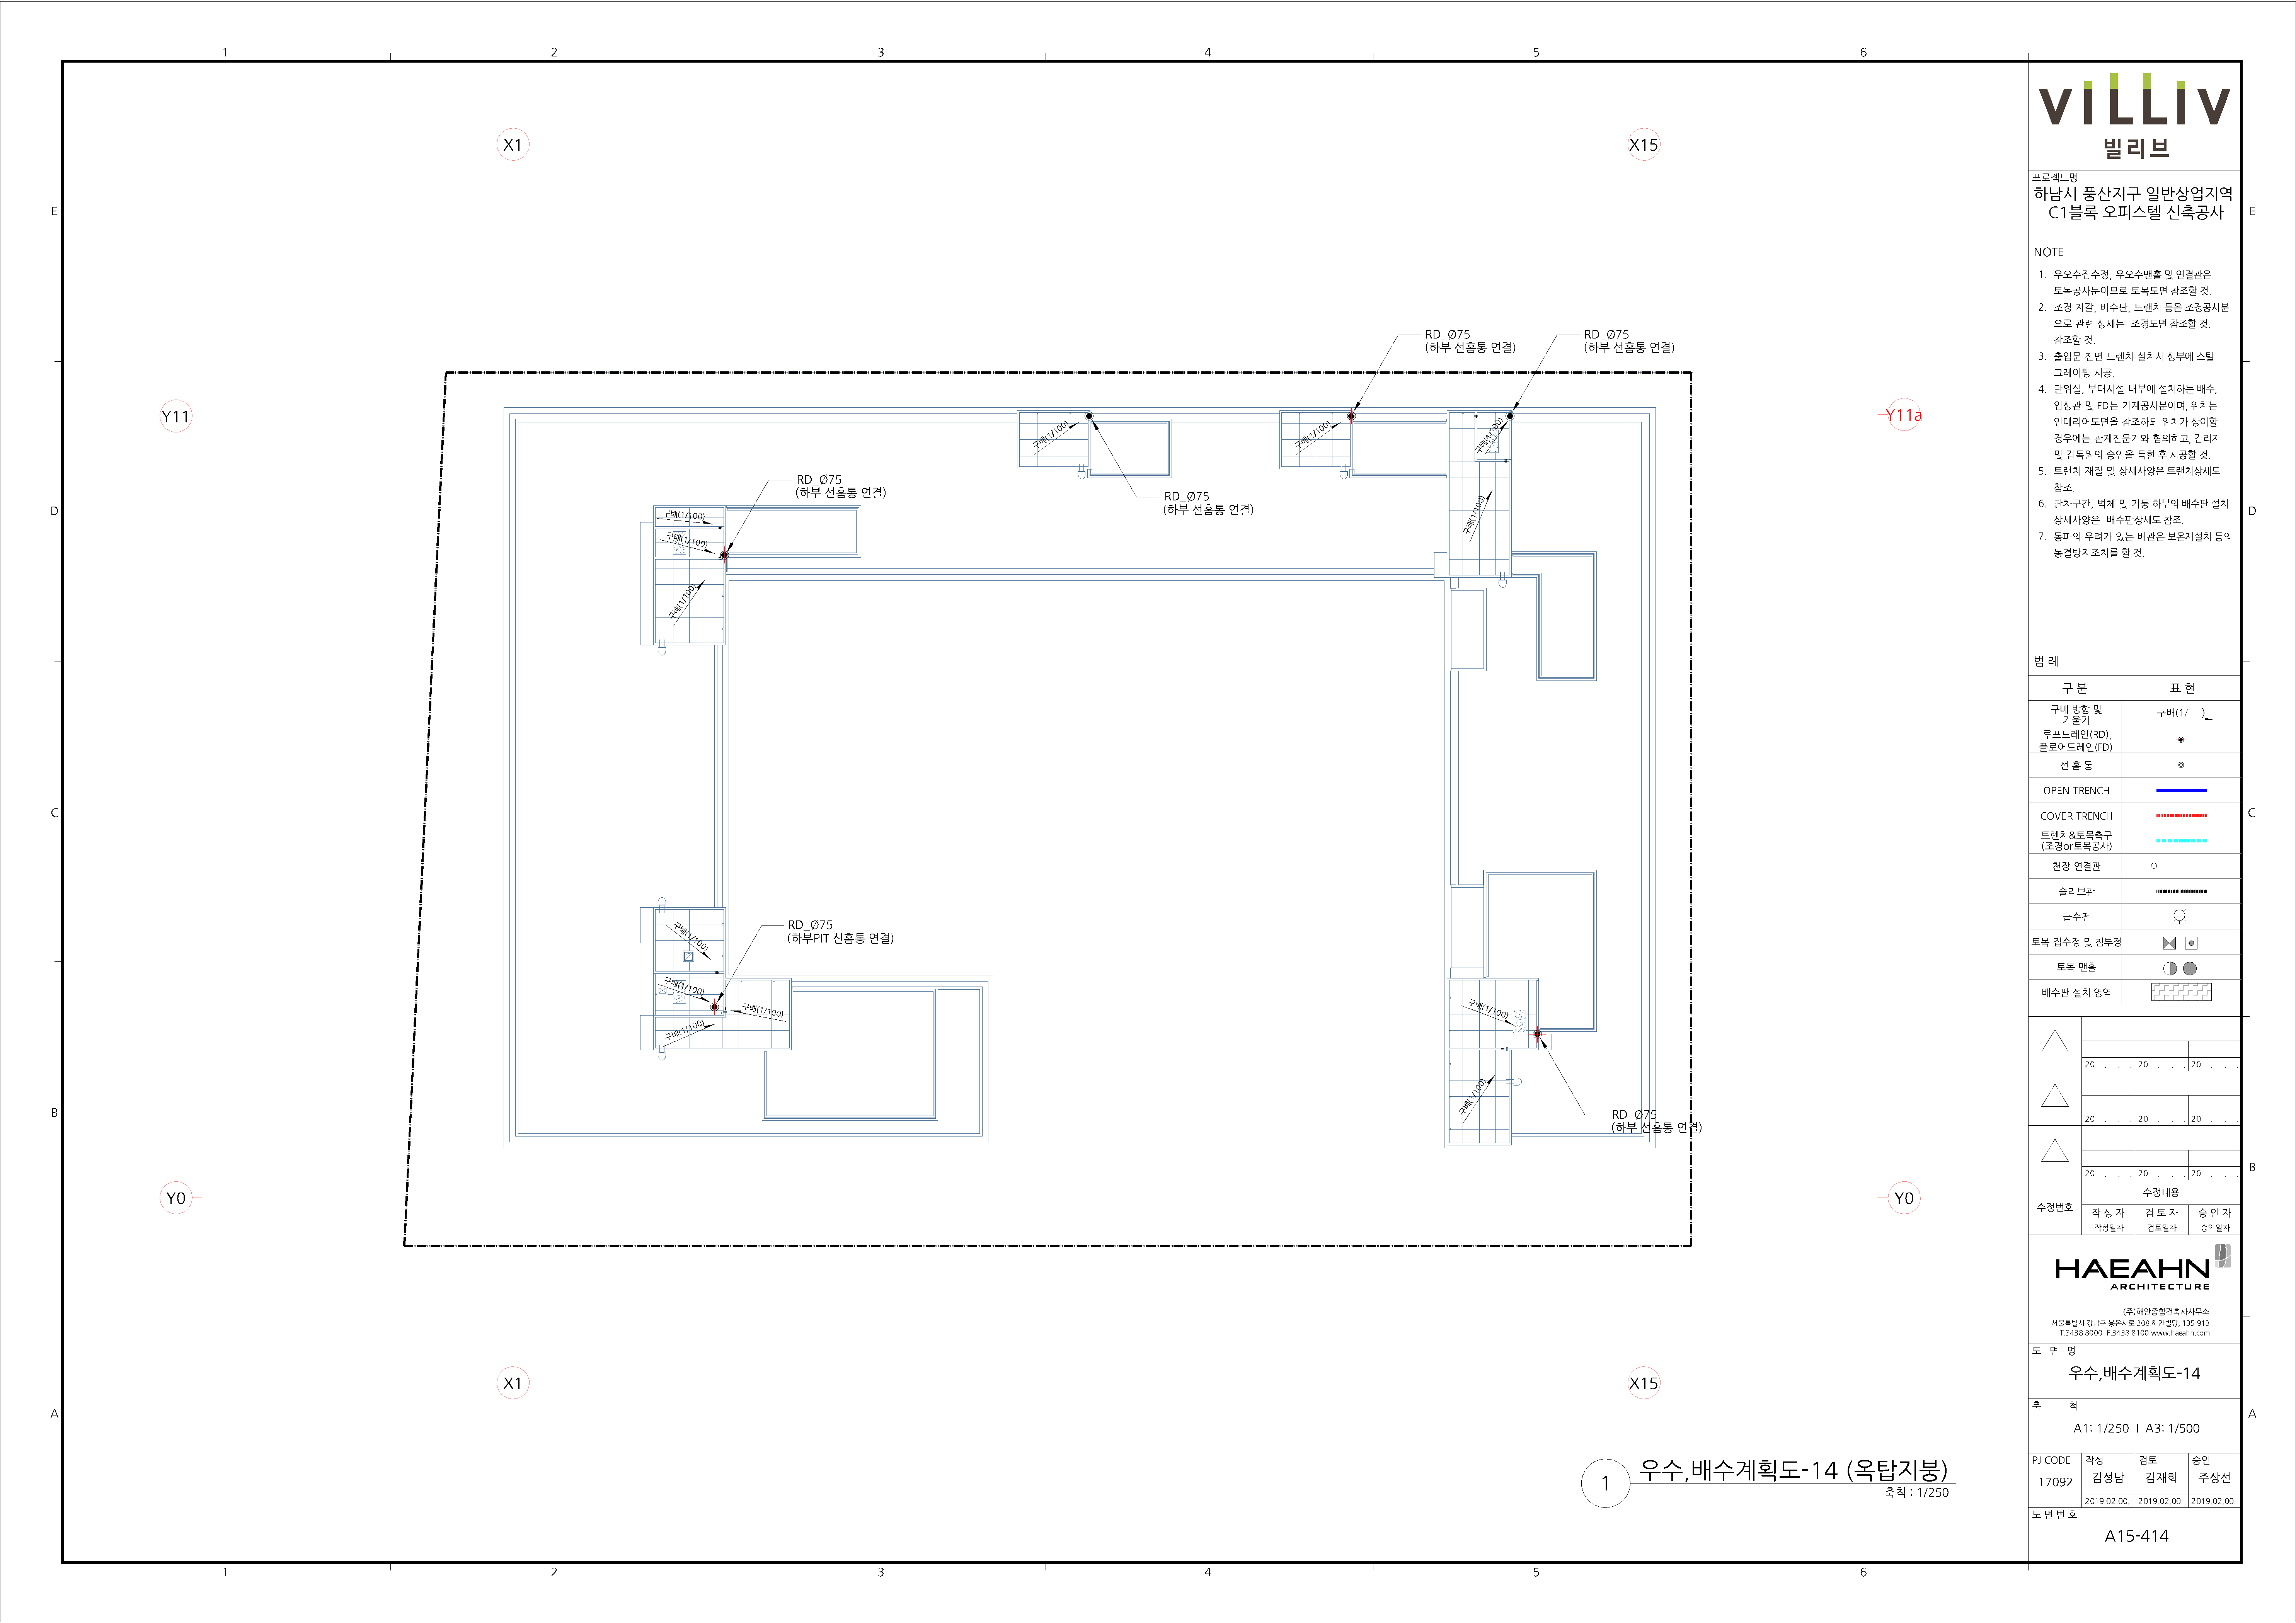 1 2 3 4 5 6
E
D
C
B
A
E
D
C
B
A
X1
X15
Y11
Y11a
Y0
Y0
X1
X15
RD_Ø75
(하부 선홈통 연결)
RD_Ø75
(하부 선홈통 연결)
RD_Ø75
(하부 선홈통 연결)
RD_Ø75
(하부 선홈통 연결)
RD_Ø75
(하부PIT 선홈통 연결)
RD_Ø75
(하부 선홈통 연결)
구배(1/100)
구배(1/100)
구배(1/100)
구배(1/100)
구배(1/100)
구배(1/100)
구배(1/100)
구배(1/100)
구배(1/100)
구배(1/100)
구배(1/100)
구배(1/100)
구배(1/100)
1
우수,배수계획도-14 (옥탑지붕)
축척 : 1/250
VILLIV
빌리브
프로젝트명
하남시 풍산지구 일반상업지역
C1블록 오피스텔 신축공사
NOTE
1. 우오수집수정, 우오수맨홀 및 연결관은
토목공사분이므로 토목도면 참조할 것.
2. 조경 자갈, 배수판, 트랜치 등은 조경공사분
으로 관련 상세는 조경도면 참조할 것.
참조할 것.
3. 출입문 전면 트렌치 설치시 상부에 스틸
그레이팅 시공.
4. 단위실, 부대시설 내부에 설치하는 배수,
입상관 및 FD는 기계공사분이며, 위치는
인테리어도면을 참조하되 위치가 상이할
경우에는 관계전문가와 협의하고, 감리자
및 감독원의 승인을 득한 후 시공할 것.
5. 트랜치 재질 및 상세사양은 트랜치상세도
참조.
6. 단차구간, 벽체 및 기둥 하부의 배수판 설치
상세사양은 배수판상세도 참조.
7. 동파의 우려가 있는 배관은 보온재설치 등의
동결방지조치를 할 것.
범 례
구 분 표 현
구배 방향 및
기울기
구배(1/ )
루프드레인(RD),
플로어드레인(FD)
선 홈 통
OPEN TRENCH
COVER TRENCH
트렌치&토목측구
(조경or토목공사)
천장 연결관
슬리브관
급수전
토목 집수정 및 침투정
토목 맨홀
배수판 설치 영역
20 . . . 20 . . . 20 . . .
20 . . . 20 . . . 20 . . .
20 . . . 20 . . . 20 . . .
수정번호
수정내용
작 성 자 검 토 자 승 인 자
작성일자 검토일자 승인일자
HAEAHN
ARCHITECTURE
(주)해안종합건축사사무소
서울특별시 강남구 봉은사로 208 해안빌딩, 135-913
T.3438 8000 F.3438 8100 www.haeahn.com
도 면 명
우수,배수계획도-14
축 척
A1: 1/250 I A3: 1/500
PJ CODE 작성 검토 승인
17092 김성남 김재희 주상선
2019.02.00. 2019.02.00. 2019.02.00.
도 면 번 호
A15-414
1 2 3 4 5 6